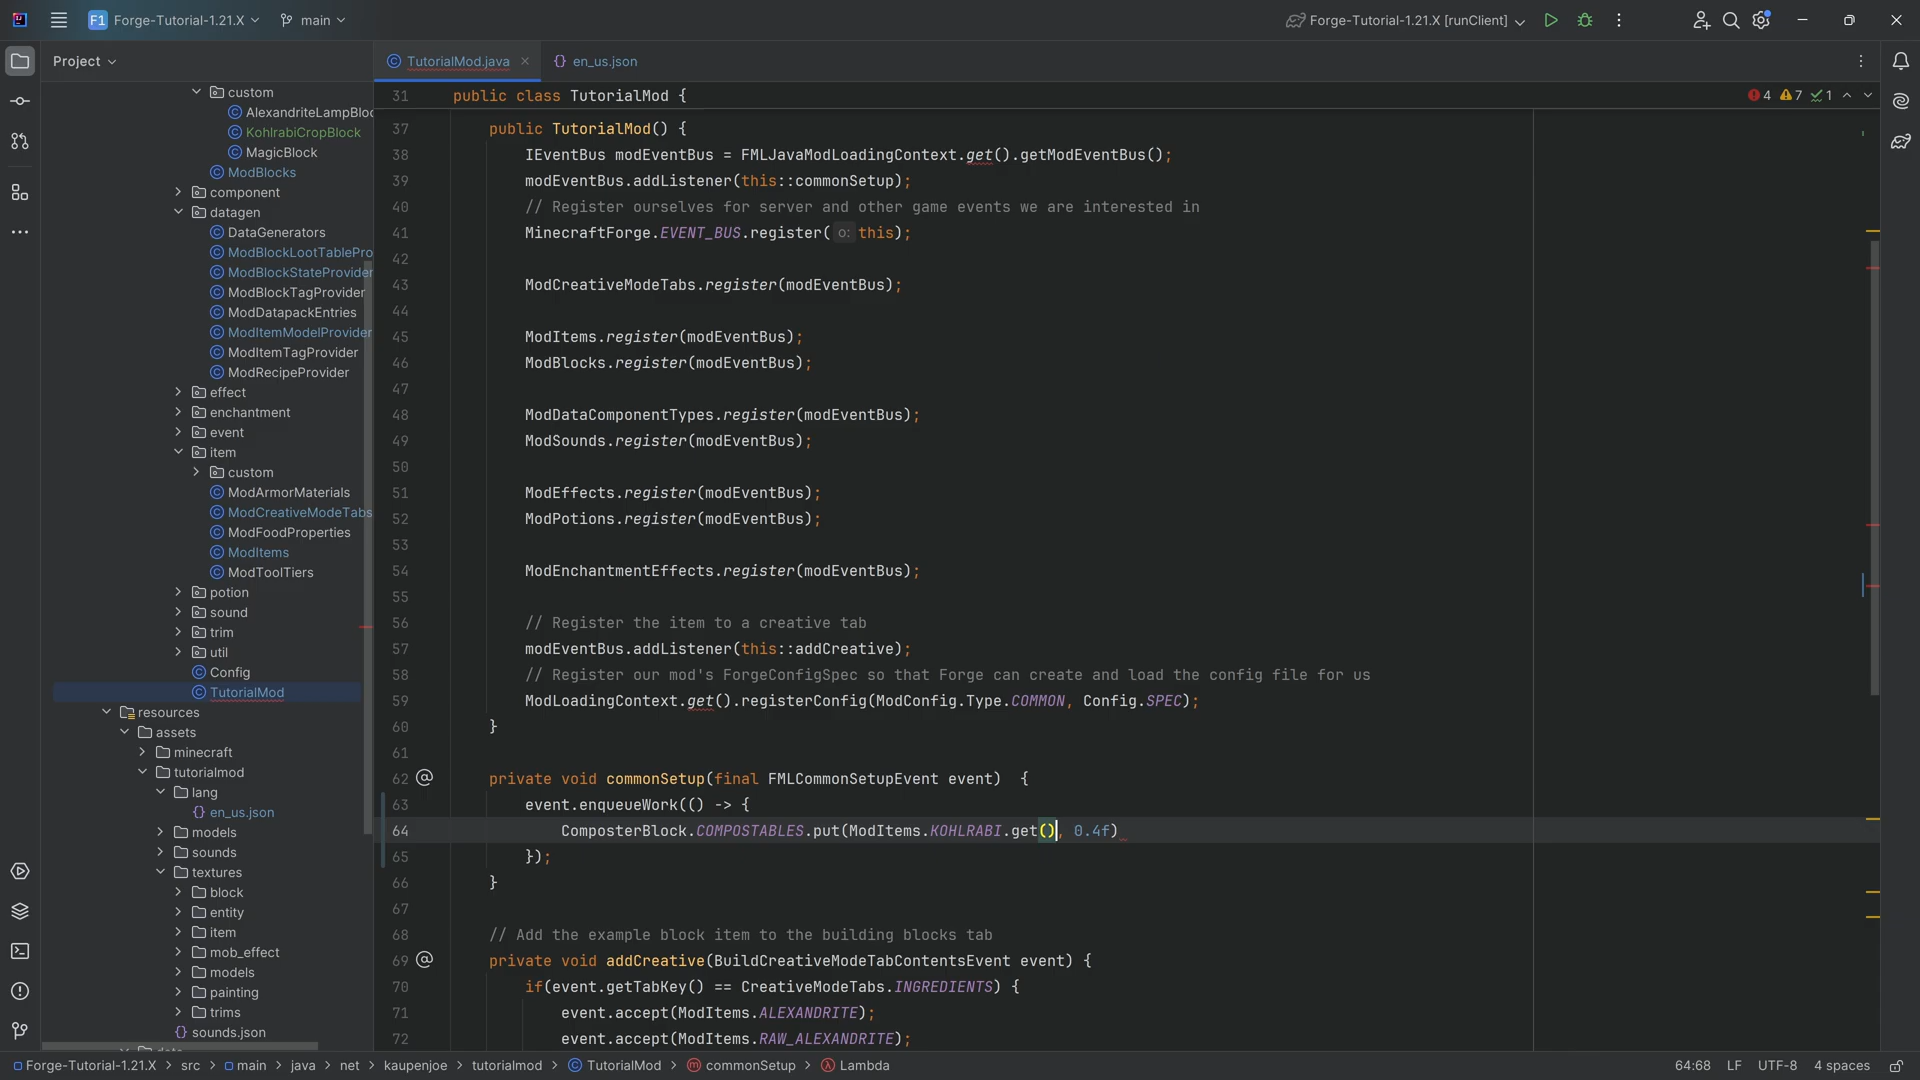 F1 Forge-Tutorial-1.21.X main
Forge-Tutorial-1.21.X [runClient]
Project
TutorialMod.java
en_us.json
custom
AlexandriteLampBloc
KohlrabiCropBlock
MagicBlock
ModBlocks
component
datagen
DataGenerators
ModBlockLootTablePro
ModBlockStateProvider
ModBlockTagProvider
ModDatapackEntries
ModItemModelProvider
ModItemTagProvider
ModRecipeProvider
effect
enchantment
event
item
custom
ModArmorMaterials
ModCreativeModeTabs
ModFoodProperties
ModItems
ModToolTiers
potion
sound
trim
util
Config
TutorialMod
resources
assets
minecraft
tutorialmod
lang
en_us.json
models
sounds
textures
block
entity
item
mob_effect
models
painting
trims
sounds.json
31 public class TutorialMod {
4 7 1
37 public TutorialMod() {
38 IEventBus modEventBus = FMLJavaModLoadingContext.get().getModEventBus();
39 modEventBus.addListener(this::commonSetup);
40 // Register ourselves for server and other game events we are interested in
41 MinecraftForge.EVENT_BUS.register( o: this);
42
43 ModCreativeModeTabs.register(modEventBus);
44
45 ModItems.register(modEventBus);
46 ModBlocks.register(modEventBus);
47
48 ModDataComponentTypes.register(modEventBus);
49 ModSounds.register(modEventBus);
50
51 ModEffects.register(modEventBus);
52 ModPotions.register(modEventBus);
53
54 ModEnchantmentEffects.register(modEventBus);
55
56 // Register the item to a creative tab
57 modEventBus.addListener(this::addCreative);
58 // Register our mod's ForgeConfigSpec so that Forge can create and load the config file for us
59 ModLoadingContext.get().registerConfig(ModConfig.Type.COMMON, Config.SPEC);
60 }
61
62 private void commonSetup(final FMLCommonSetupEvent event) {
63 event.enqueueWork(() -> {
64 ComposterBlock.COMPOSTABLES.put(ModItems.KOHLRABI.get(), 0.4f)
65 });
66 }
67
68 // Add the example block item to the building blocks tab
69 private void addCreative(BuildCreativeModeTabContentsEvent event) {
70 if(event.getTabKey() == CreativeModeTabs.INGREDIENTS) {
71 event.accept(ModItems.ALEXANDRITE);
72 event.accept(ModItems.RAW_ALEXANDRITE);
Forge-Tutorial-1.21.X > src > main > java > net > kaupenjoe > tutorialmod > TutorialMod > commonSetup > Lambda
64:68 LF UTF-8 4 spaces